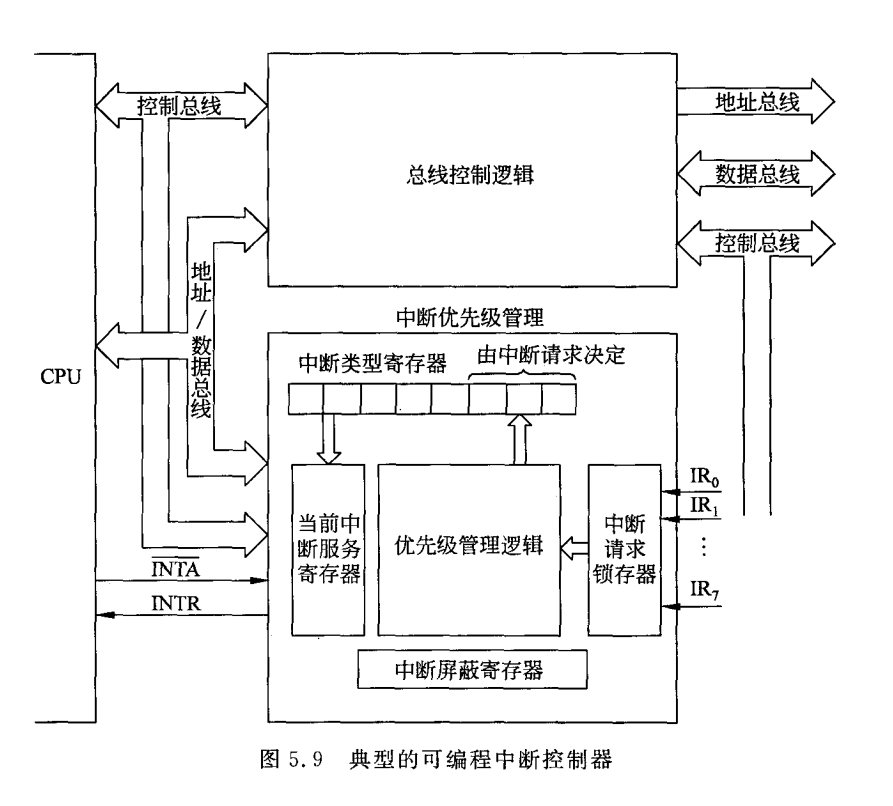 控制总线
地址总线
总线控制逻辑
数据总线
控制总线
地址/数据总线
中断优先级管理
CPU
中断类型寄存器
由中断请求决定
当前中断服务寄存器
优先级管理逻辑
中断请求锁存器
IR₀
IR₁
⋮
IR₇
I̅N̅T̅A̅
INTR
中断屏蔽寄存器
图 5.9 典型的可编程中断控制器